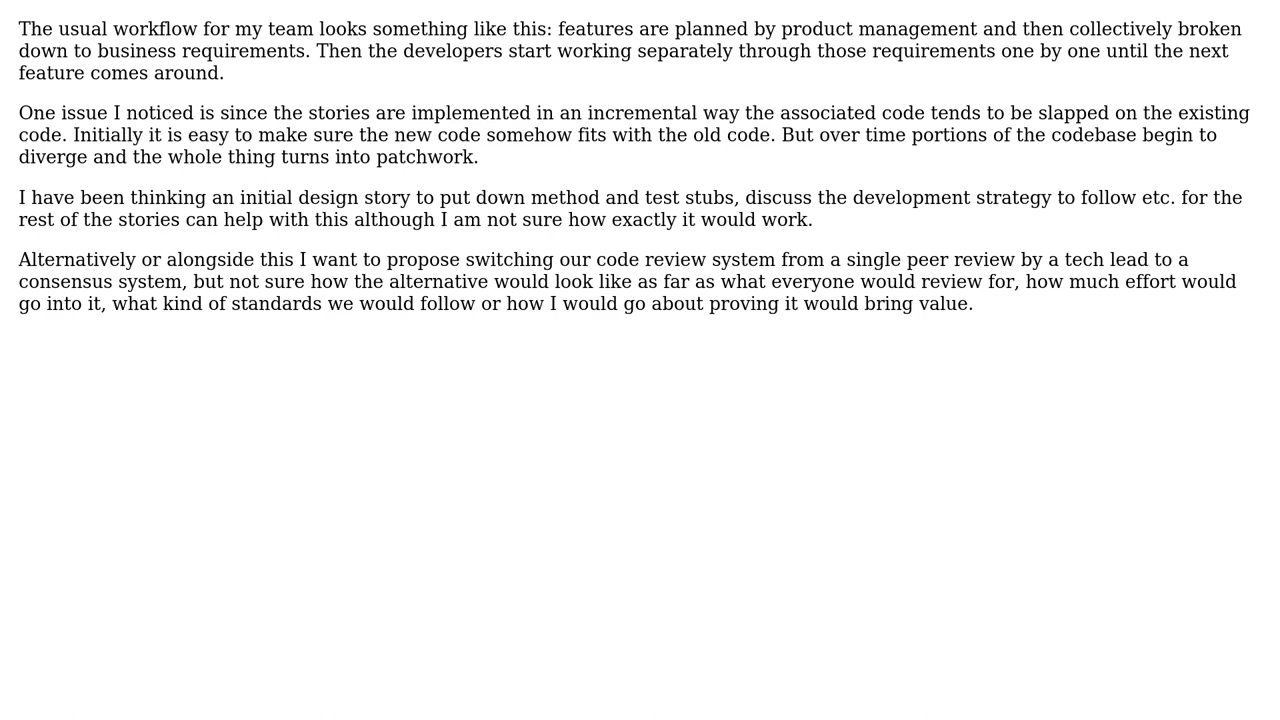 The usual workflow for my team looks something like this: features are planned by product management and then collectively broken
down to business requirements. Then the developers start working separately through those requirements one by one until the next
feature comes around.
One issue I noticed is since the stories are implemented in an incremental way the associated code tends to be slapped on the existing
code. Initially it is easy to make sure the new code somehow fits with the old code. But over time portions of the codebase begin to
diverge and the whole thing turns into patchwork.
I have been thinking an initial design story to put down method and test stubs, discuss the development strategy to follow etc. for the
rest of the stories can help with this although I am not sure how exactly it would work.
Alternatively or alongside this I want to propose switching our code review system from a single peer review by a tech lead to a
consensus system, but not sure how the alternative would look like as far as what everyone would review for, how much effort would
go into it, what kind of standards we would follow or how I would go about proving it would bring value.